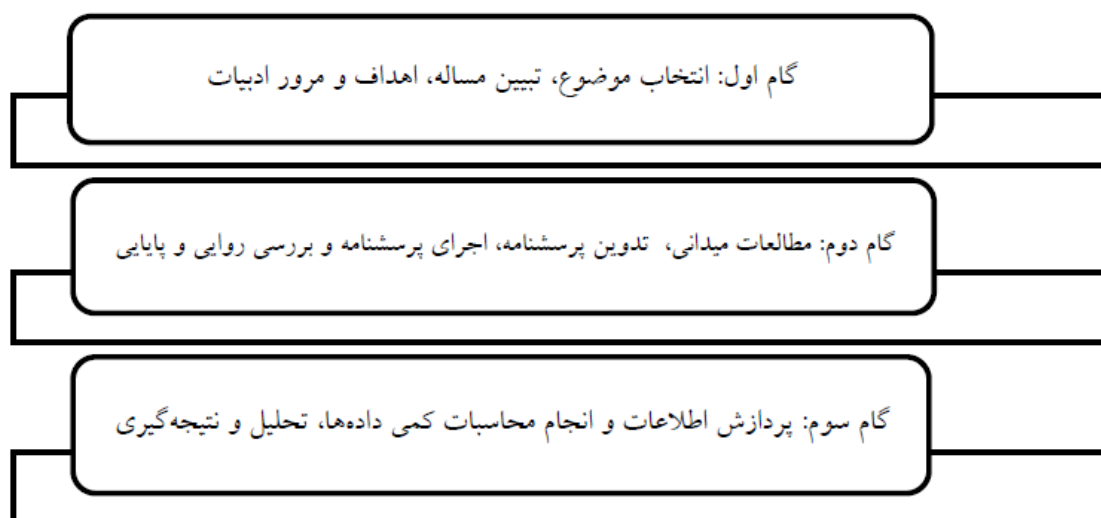 گام اول: انتخاب موضوع، تبیین مساله، اهداف و مرور ادبیات
گام دوم: مطالعات میدانی، تدوین پرسشنامه، اجرای پرسشنامه و بررسی روایی و پایایی
گام سوم: پردازش اطلاعات و انجام محاسبات کمی داده‌ها، تحلیل و نتیجه‌گیری